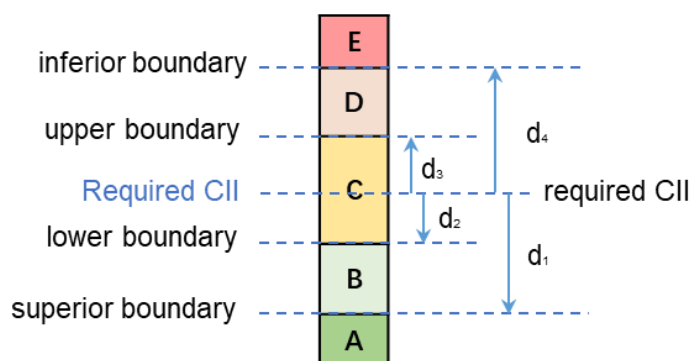 E
inferior boundary
D
d₄
upper boundary
d₃
Required CII
C
required CII
d₂
lower boundary
d₁
B
superior boundary
A